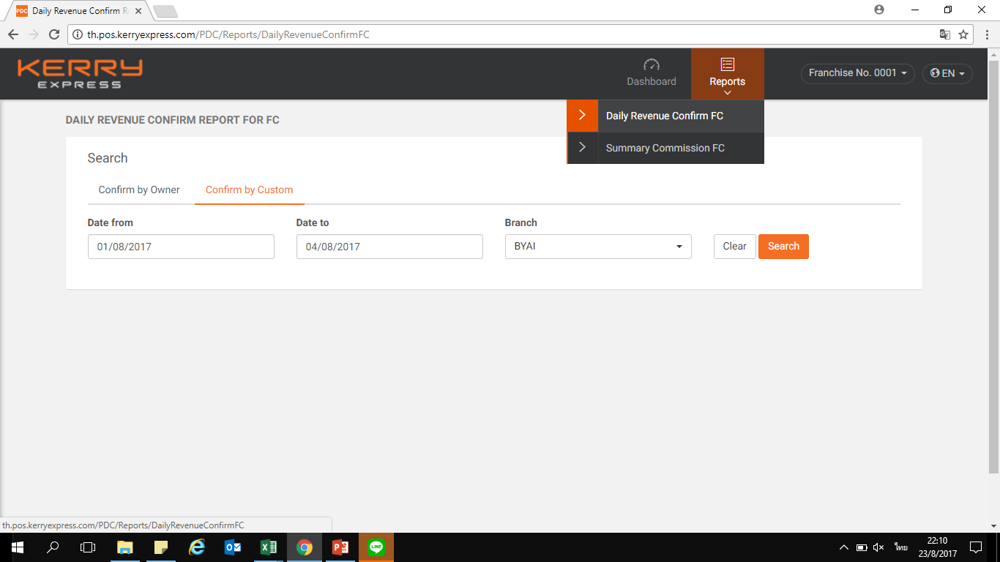 PDC Daily Revenue Confirm R
th.pos.kerryexpress.com/PDC/Reports/DailyRevenueConfirmFC
KERRY
EXPRESS
Dashboard
Reports
Franchise No. 0001
EN
DAILY REVENUE CONFIRM REPORT FOR FC
Daily Revenue Confirm FC
Summary Commission FC
Search
Confirm by Owner
Confirm by Custom
Date from
Date to
Branch
01/08/2017
04/08/2017
BYAI
Clear
Search
th.pos.kerryexpress.com/PDC/Reports/DailyRevenueConfirmFC
LINE
ไทย
22:10
23/8/2017